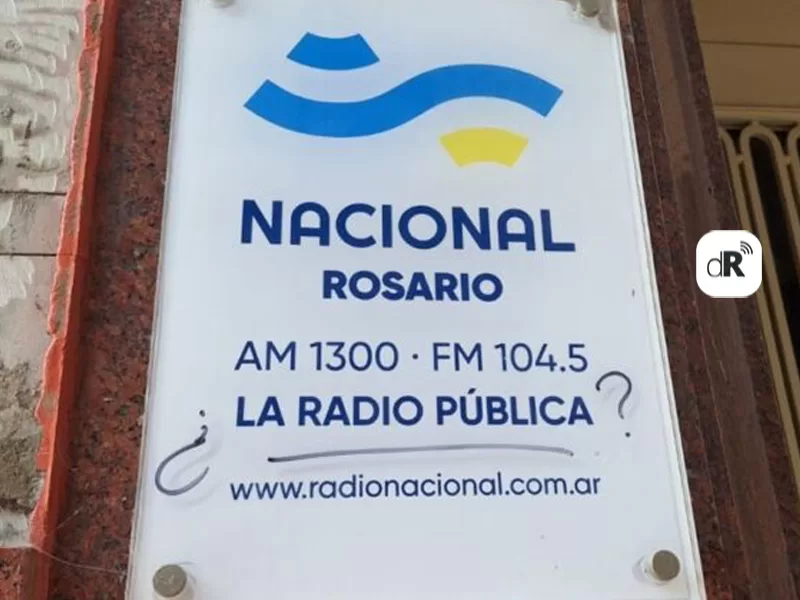 NACIONAL
ROSARIO
AM 1300 · FM 104.5
¿LA RADIO PÚBLICA?
www.radionacional.com.ar
dR